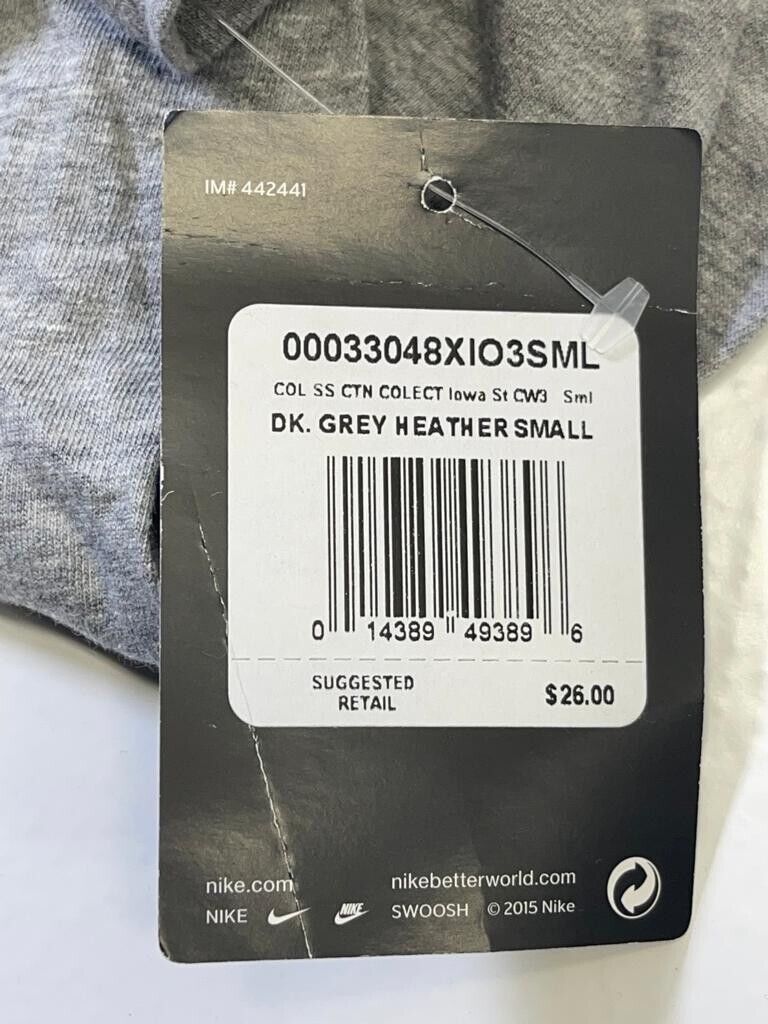 IM# 442441
00033048XIO3SML
COL SS CTN COLECT Iowa St CW3 Sml
DK. GREY HEATHER SMALL
0 14389 49389 6
SUGGESTED
RETAIL
$26.00
nike.com
nikebetterworld.com
NIKE NIKE SWOOSH © 2015 Nike